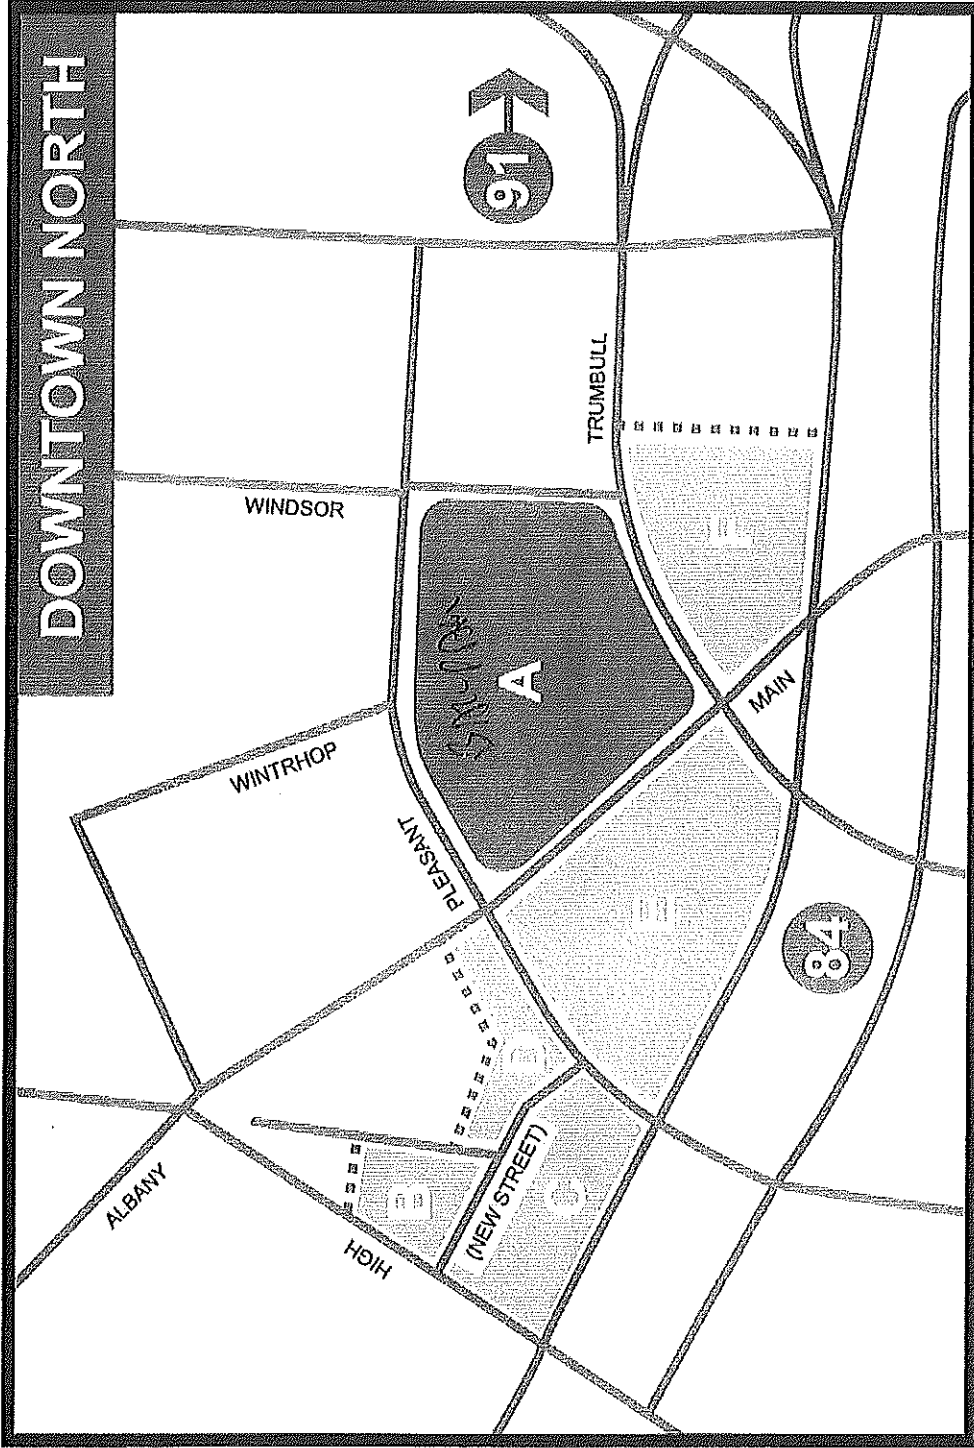 DOWNTOWN NORTH
ALBANY
WINTRHOP
WINDSOR
HIGH
B
PLEASANT
A
91
D
(NEW STREET)
C
E
TRUMBULL
F
MAIN
84